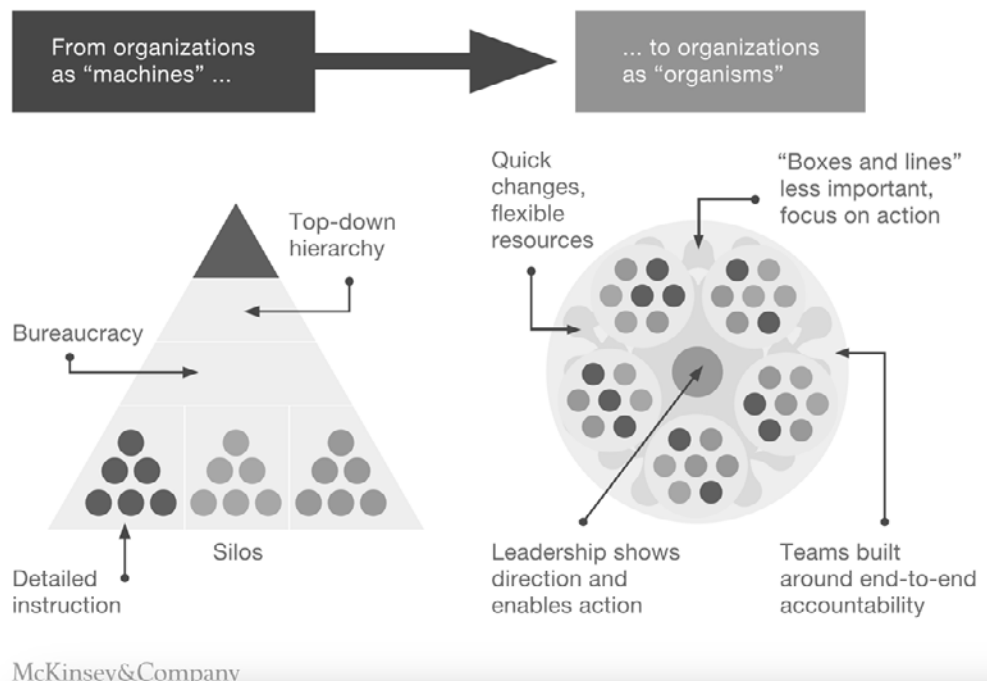 From organizations
as “machines” ...
... to organizations
as “organisms”
Top-down
hierarchy
Bureaucracy
Silos
Detailed
instruction
Quick
changes,
flexible
resources
“Boxes and lines”
less important,
focus on action
Leadership shows
direction and
enables action
Teams built
around end-to-end
accountability
McKinsey&Company